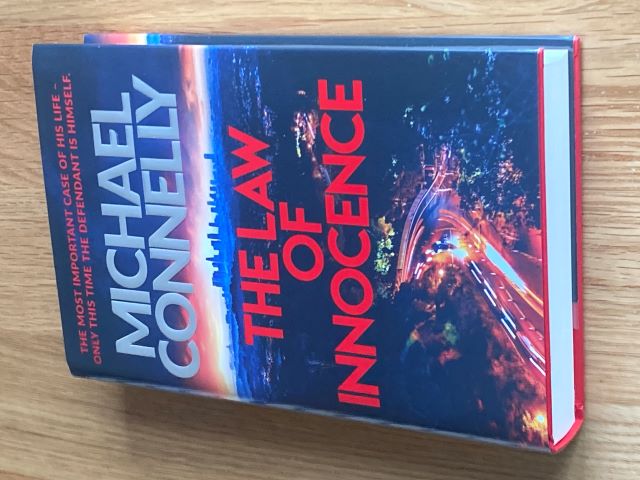 THE MOST IMPORTANT CASE OF HIS LIFE -
ONLY THIS TIME THE DEFENDANT IS HIMSELF.
MICHAEL
CONNELLY
THE LAW
OF
INNOCENCE